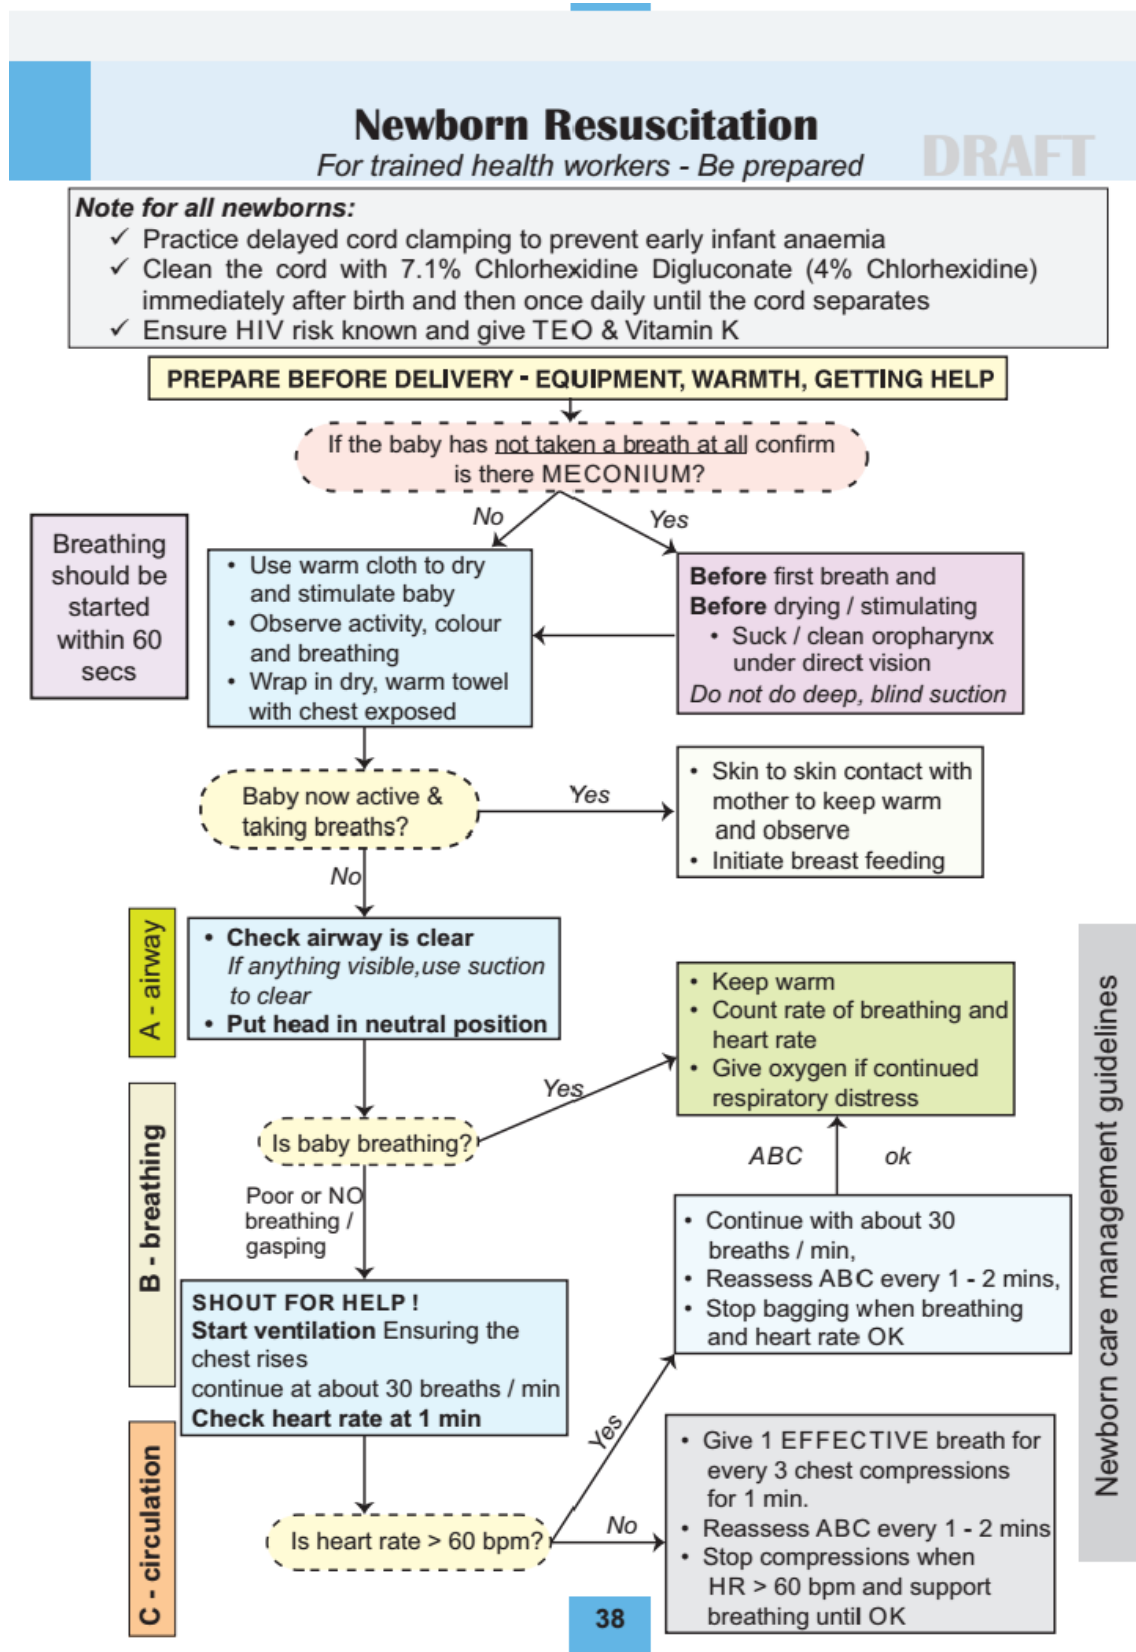 Newborn Resuscitation
For trained health workers - Be prepared
DRAFT
Note for all newborns:
✓ Practice delayed cord clamping to prevent early infant anaemia
✓ Clean the cord with 7.1% Chlorhexidine Digluconate (4% Chlorhexidine)
immediately after birth and then once daily until the cord separates
✓ Ensure HIV risk known and give TEO & Vitamin K
PREPARE BEFORE DELIVERY - EQUIPMENT, WARMTH, GETTING HELP
If the baby has not taken a breath at all confirm
is there MECONIUM?
No
Yes
Breathing
should be
started
within 60
secs
• Use warm cloth to dry
and stimulate baby
• Observe activity, colour
and breathing
• Wrap in dry, warm towel
with chest exposed
Before first breath and
Before drying / stimulating
• Suck / clean oropharynx
under direct vision
Do not do deep, blind suction
Baby now active &
taking breaths?
Yes
• Skin to skin contact with
mother to keep warm
and observe
• Initiate breast feeding
No
A - airway
• Check airway is clear
If anything visible,use suction
to clear
• Put head in neutral position
• Keep warm
• Count rate of breathing and
heart rate
• Give oxygen if continued
respiratory distress
Yes
B - breathing
Is baby breathing?
ABC ok
Poor or NO
breathing /
gasping
• Continue with about 30
breaths / min,
• Reassess ABC every 1 - 2 mins,
• Stop bagging when breathing
and heart rate OK
SHOUT FOR HELP !
Start ventilation Ensuring the
chest rises
continue at about 30 breaths / min
Check heart rate at 1 min
Yes
C - circulation
Is heart rate > 60 bpm?
No
• Give 1 EFFECTIVE breath for
every 3 chest compressions
for 1 min.
• Reassess ABC every 1 - 2 mins
• Stop compressions when
HR > 60 bpm and support
breathing until OK
Newborn care management guidelines
38